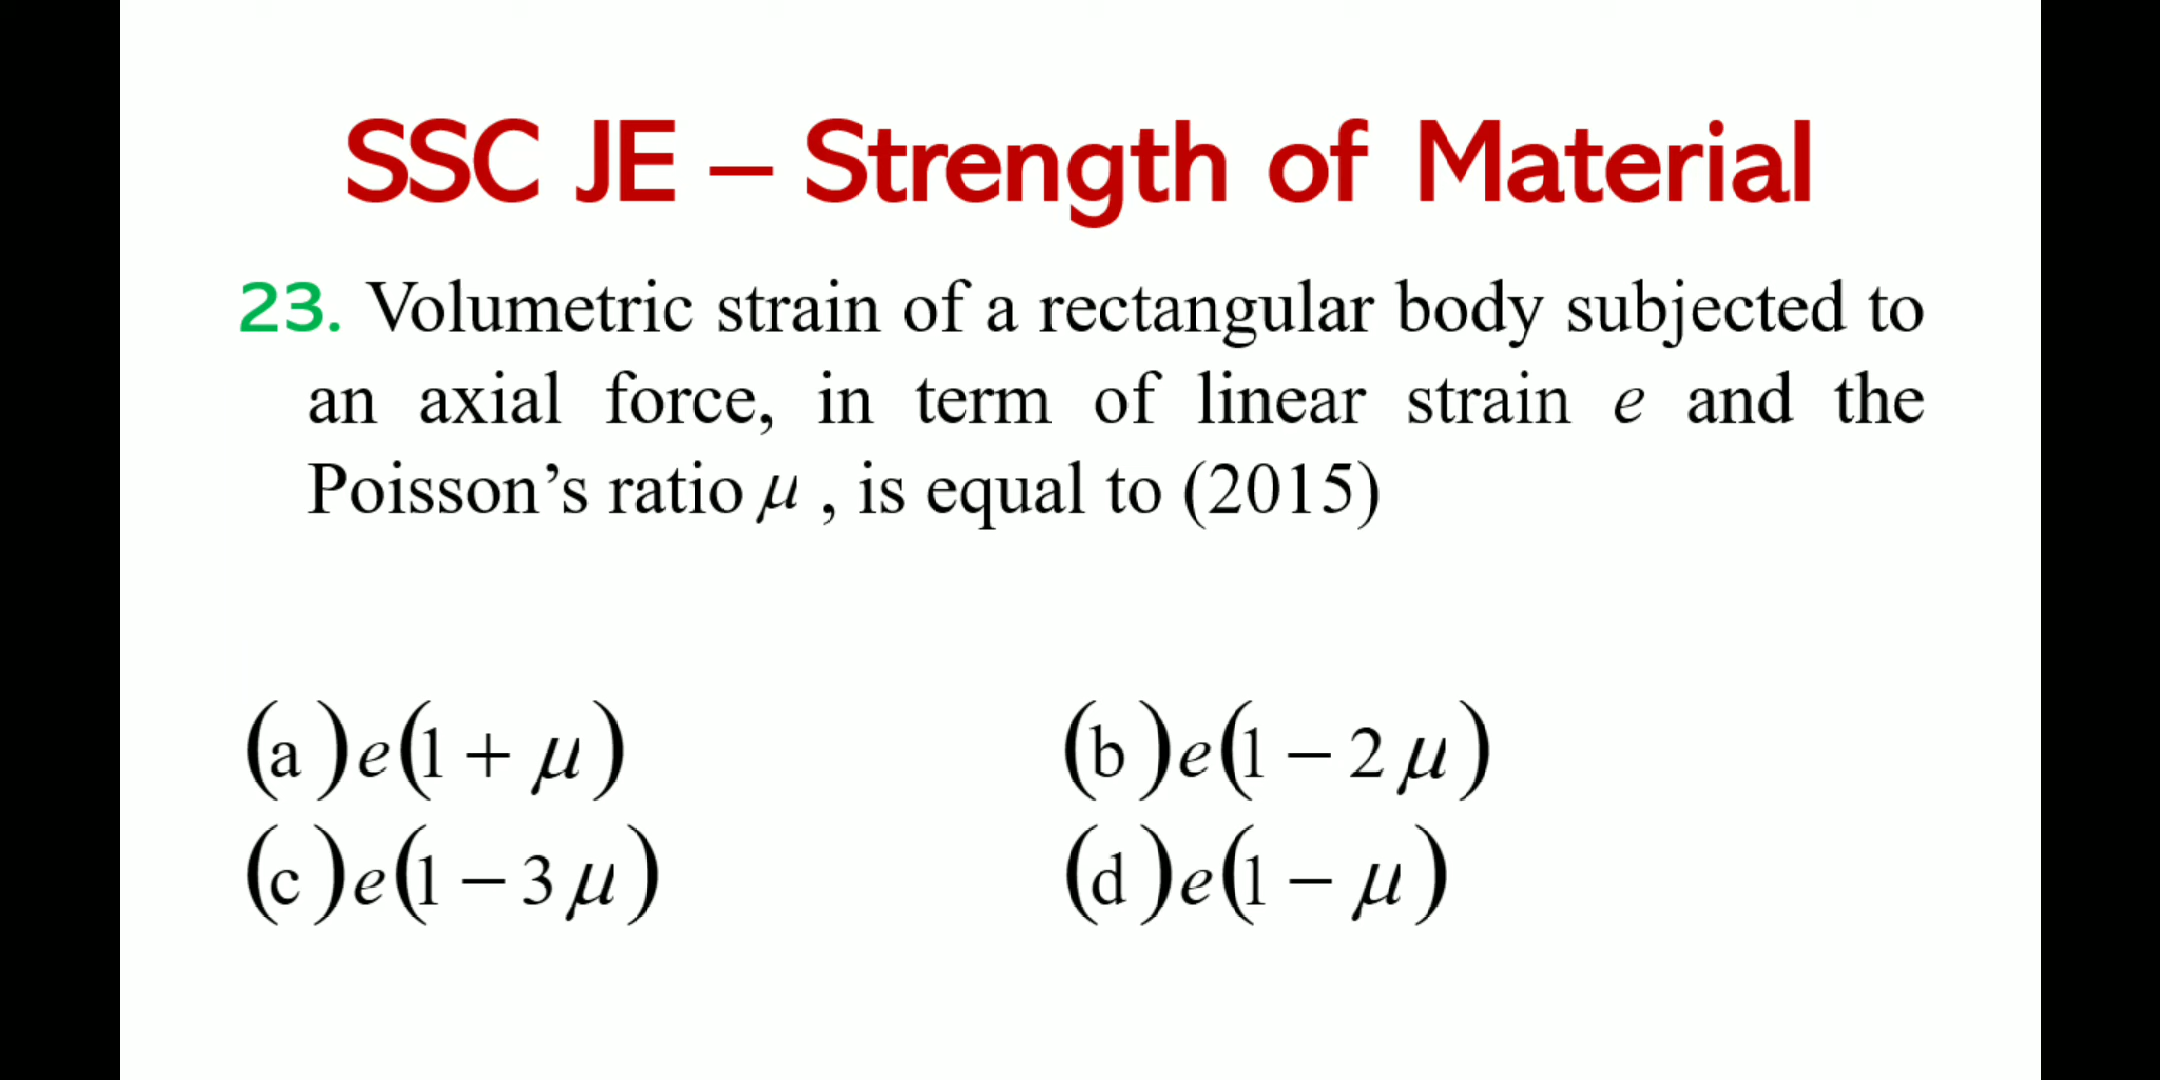 SSC JE – Strength of Material
23. Volumetric strain of a rectangular body subjected to
an axial force, in term of linear strain e and the
Poisson’s ratio μ , is equal to (2015)
(a)e(1 + μ) (b)e(1 – 2μ)
(c)e(1 – 3μ) (d)e(1 – μ)